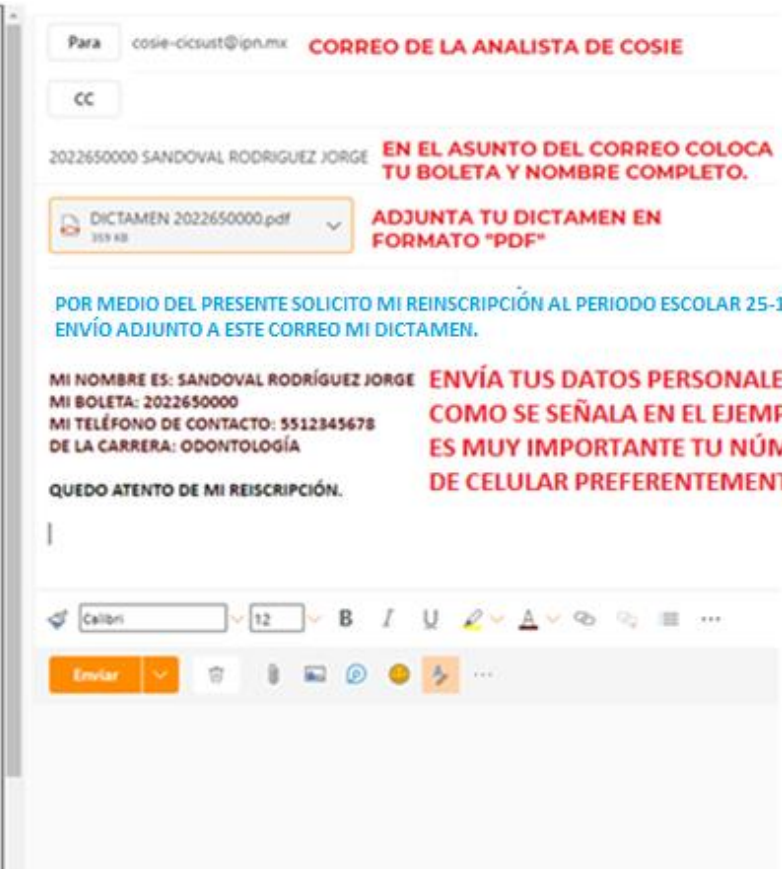 Para cosie-cicsust@ipn.mx CORREO DE LA ANALISTA DE COSIE
CC
2022650000 SANDOVAL RODRIGUEZ JORGE EN EL ASUNTO DEL CORREO COLOCA
TU BOLETA Y NOMBRE COMPLETO.
DICTAMEN 2022650000.pdf ADJUNTA TU DICTAMEN EN
359 KB FORMATO "PDF"
POR MEDIO DEL PRESENTE SOLICITO MI REINSCRIPCIÓN AL PERIODO ESCOLAR 25-1
ENVÍO ADJUNTO A ESTE CORREO MI DICTAMEN.
MI NOMBRE ES: SANDOVAL RODRÍGUEZ JORGE ENVÍA TUS DATOS PERSONALE
MI BOLETA: 2022650000 COMO SE SEÑALA EN EL EJEMP
MI TELÉFONO DE CONTACTO: 5512345678
DE LA CARRERA: ODONTOLOGÍA ES MUY IMPORTANTE TU NÚM
QUEDO ATENTO DE MI REISCRIPCIÓN. DE CELULAR PREFERENTEMENT
Calibri 12 B I U A
Enviar